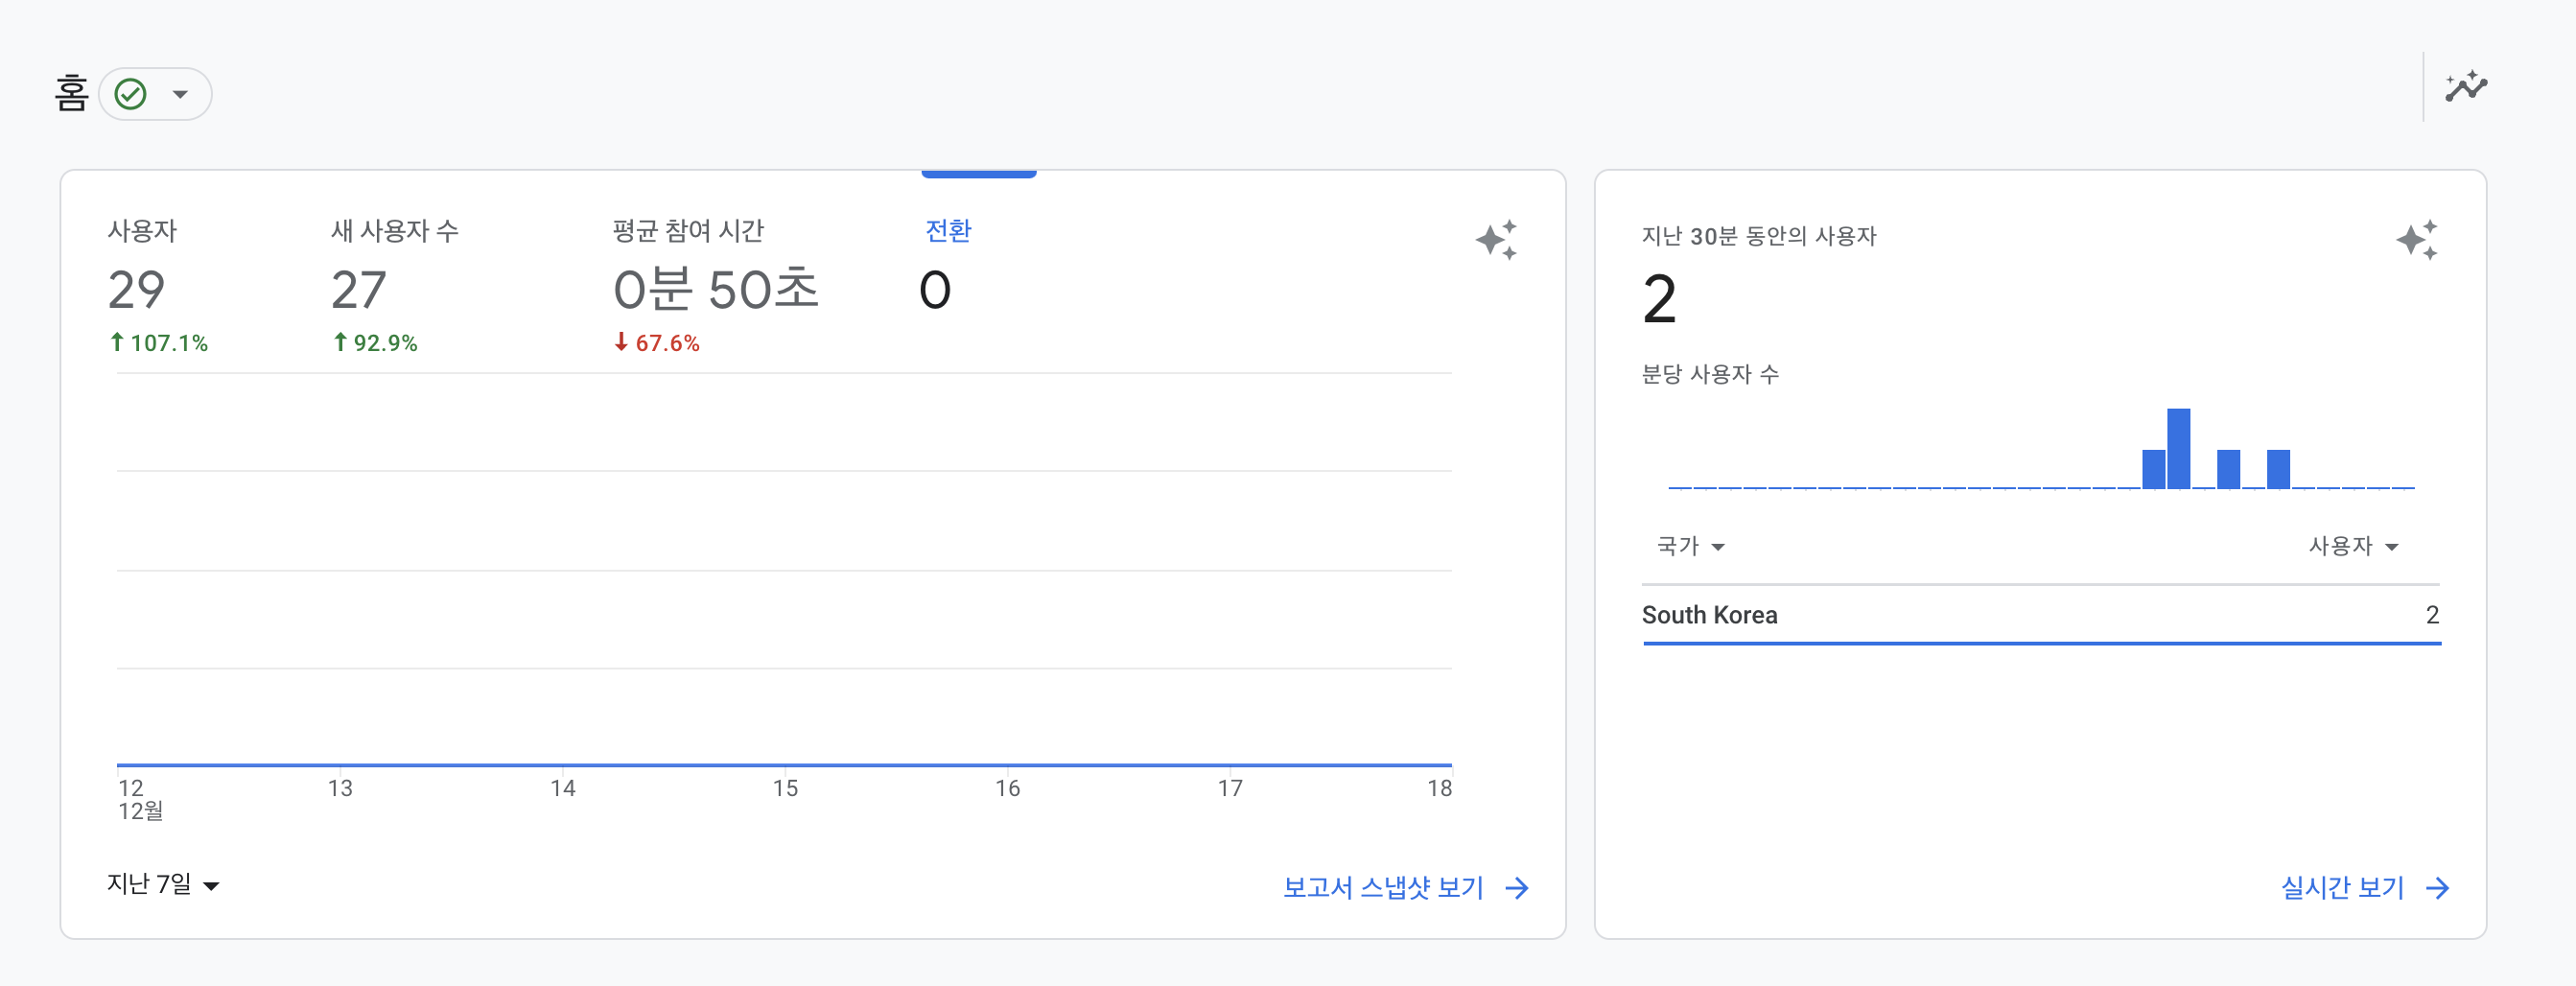 홈
사용자
29
107.1%
새 사용자 수
27
92.9%
평균 참여 시간
0분 50초
67.6%
전환
0
12
12월
13
14
15
16
17
18
지난 7일
보고서 스냅샷 보기
지난 30분 동안의 사용자
2
분당 사용자 수
국가
사용자
South Korea
2
실시간 보기